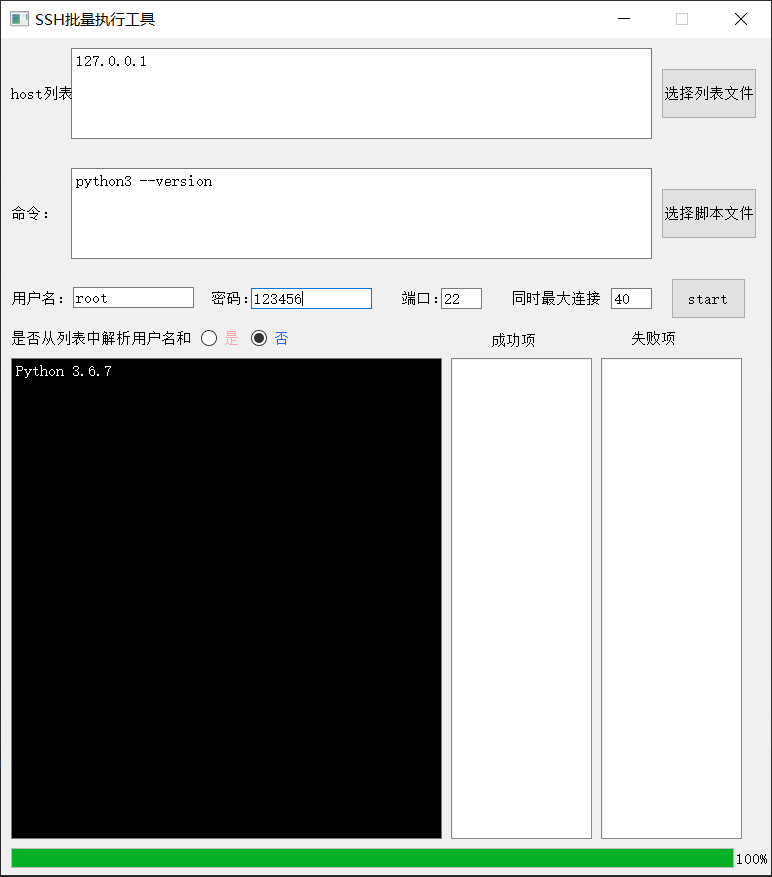 SSH批量执行工具
host列表
127.0.0.1
选择列表文件
命令：
python3 --version
选择脚本文件
用户名：
root
密码：
123456
端口：
22
同时最大连接
40
start
是否从列表中解析用户名和
是
否
成功项
失败项
Python 3.6.7
100%